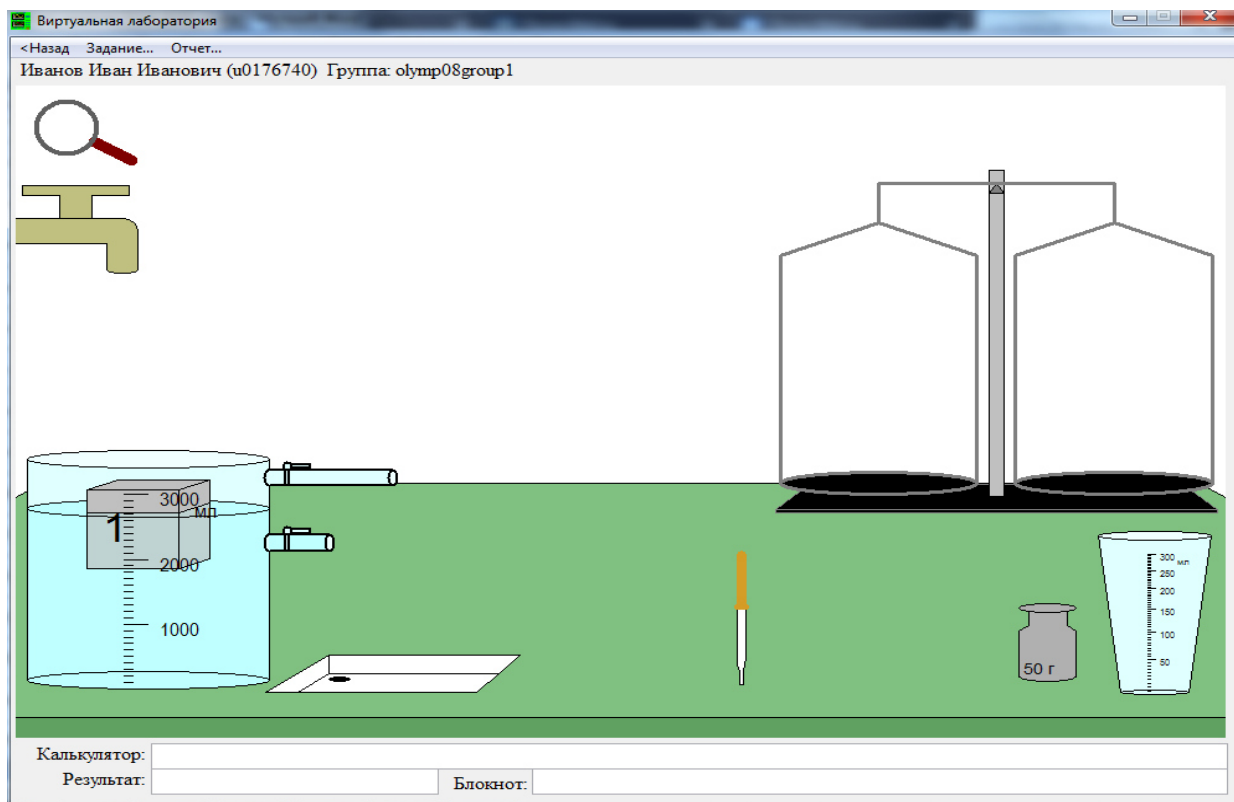 Виртуальная лаборатория
<Назад Задание... Отчет...
Иванов Иван Иванович (u0176740) Группа: olymp08group1
1
3000
мл
2000
1000
50 г
300 мл
250
200
150
100
50
Калькулятор:
Результат:
Блокнот: